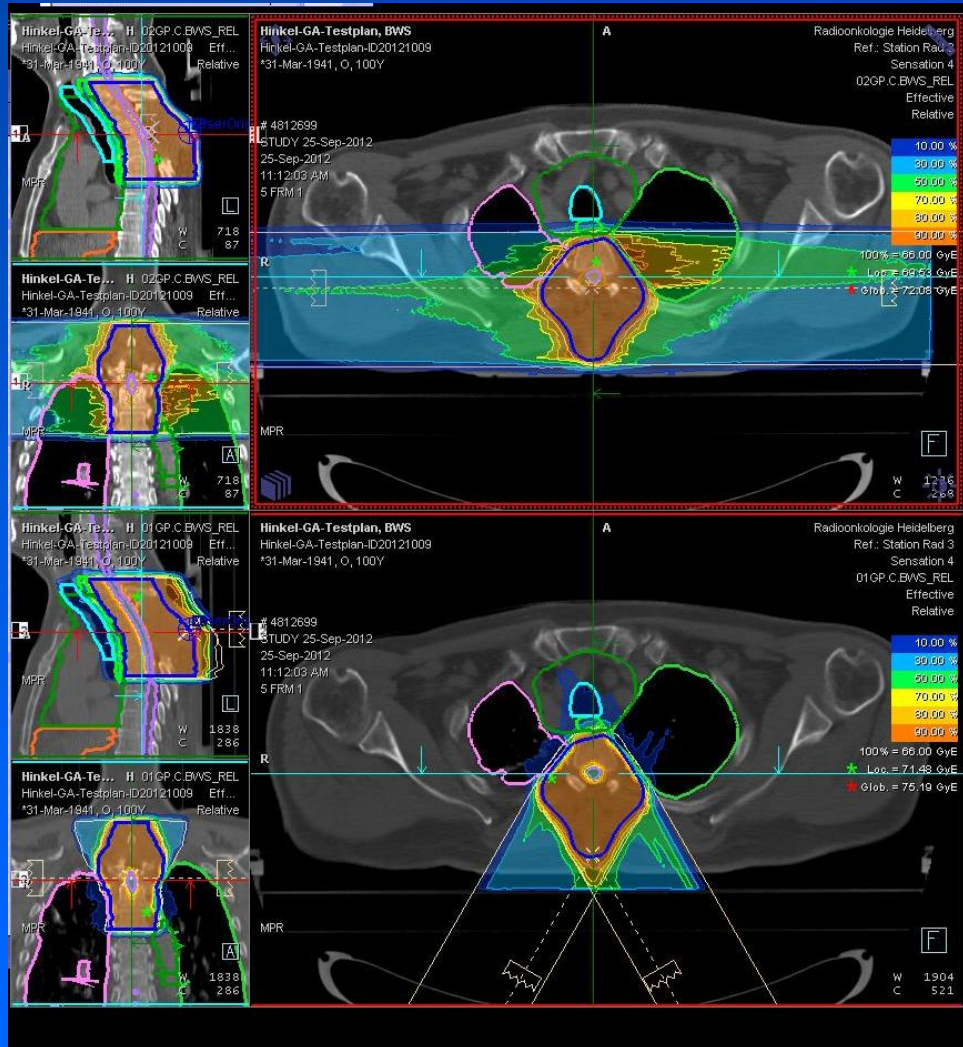 Hinkel-GA-Te... H 02GP.C.BWS_REL
Hinkel-GA-Testplan-ID20121009 Eff...
*31-Mar-1941, O, 100Y Relative
A
MPR
L
W 718
C 87
Hinkel-GA-Te... H 02GP.C.BWS_REL
Hinkel-GA-Testplan-ID20121009 Eff...
*31-Mar-1941, O, 100Y Relative
R
MPR
A
W 718
C 87
Hinkel-GA-Testplan, BWS A Radioonkologie Heidelberg
Hinkel-GA-Testplan-ID20121009 Ref.: Station Rad 3
*31-Mar-1941, O, 100Y Sensation 4
02GP.C.BWS_REL
Effective
Relative
# 4812699
STUDY 25-Sep-2012
25-Sep-2012
11:12:03 AM
5 FRM 1
10.00 %
30.00 %
50.00 %
70.00 %
80.00 %
90.00 %
100% = 66.00 GyE
Loc. = 69.53 GyE
Glob. = 72.08 GyE
R
MPR
F
W 1236
C 268
Hinkel-GA-Te... H 01GP.C.BWS_REL
Hinkel-GA-Testplan-ID20121009 Eff...
*31-Mar-1941, O, 100Y Relative
MPR
L
W 1838
C 286
Hinkel-GA-Te... H 01GP.C.BWS_REL
Hinkel-GA-Testplan-ID20121009 Eff...
*31-Mar-1941, O, 100Y Relative
MPR
A
W 1838
C 286
Hinkel-GA-Testplan, BWS A Radioonkologie Heidelberg
Hinkel-GA-Testplan-ID20121009 Ref.: Station Rad 3
*31-Mar-1941, O, 100Y Sensation 4
01GP.C.BWS_REL
Effective
Relative
# 4812699
STUDY 25-Sep-2012
25-Sep-2012
11:12:03 AM
5 FRM 1
10.00 %
30.00 %
50.00 %
70.00 %
80.00 %
90.00 %
100% = 66.00 GyE
Loc. = 71.48 GyE
Glob. = 75.19 GyE
R
MPR
F
W 1904
C 521